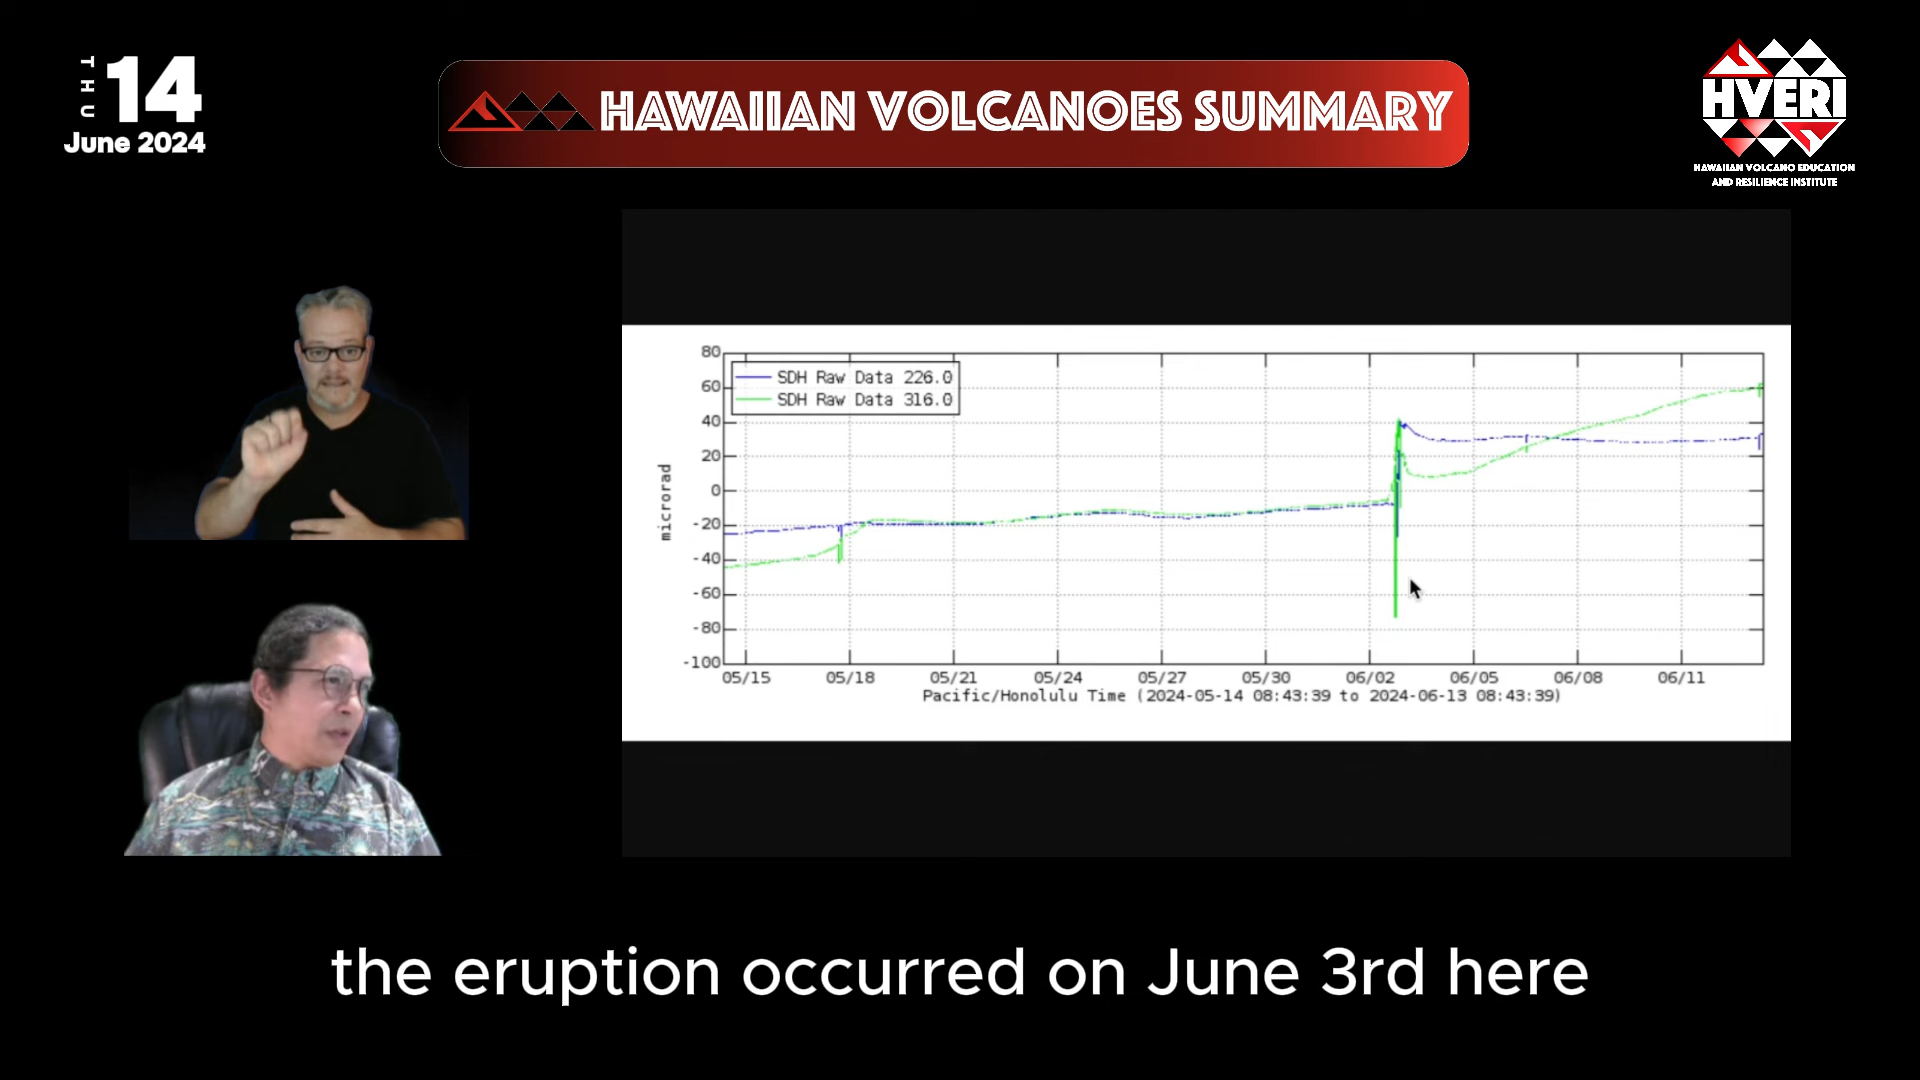 THU
14
June 2024
HAWAIIAN VOLCANOES SUMMARY
HVERI
HAWAIIAN VOLCANO EDUCATION
AND RESILIENCE INSTITUTE
SDH Raw Data 226.0
SDH Raw Data 316.0
microrad
80
60
40
20
0
-20
-40
-60
-80
-100
05/15 05/18 05/21 05/24 05/27 05/30 06/02 06/05 06/08 06/11
Pacific/Honolulu Time (2024-05-14 08:43:39 to 2024-06-13 08:43:39)
the eruption occurred on June 3rd here